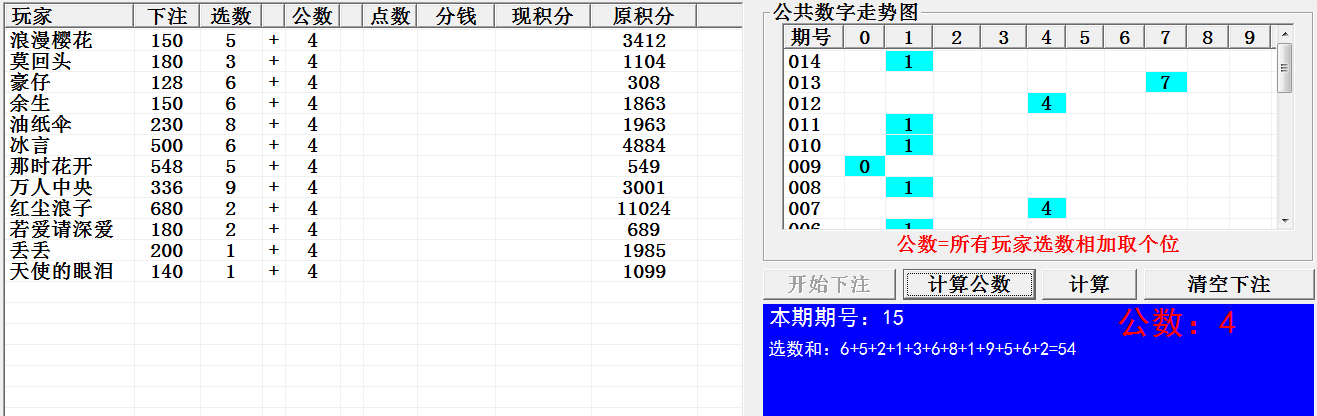 玩家 下注 选数 公数 点数 分钱 现积分 原积分
浪漫樱花 150 5 + 4 3412
莫回头 180 3 + 4 1104
豪仔 128 6 + 4 308
余生 150 6 + 4 1863
油纸伞 230 8 + 4 1963
冰言 500 6 + 4 4884
那时花开 548 5 + 4 549
万人中央 336 9 + 4 3001
红尘浪子 680 2 + 4 11024
若爱请深爱 180 2 + 4 689
丢丢 200 1 + 4 1985
天使的眼泪 140 1 + 4 1099
公共数字走势图
期号 0 1 2 3 4 5 6 7 8 9
014 1
013 7
012 4
011 1
010 1
009 0
008 1
007 4
006 1
公数=所有玩家选数相加取个位
开始下注 计算公数 计算 清空下注
本期期号：15 公数：4
选数和：6+5+2+1+3+6+8+1+9+5+6+2=54